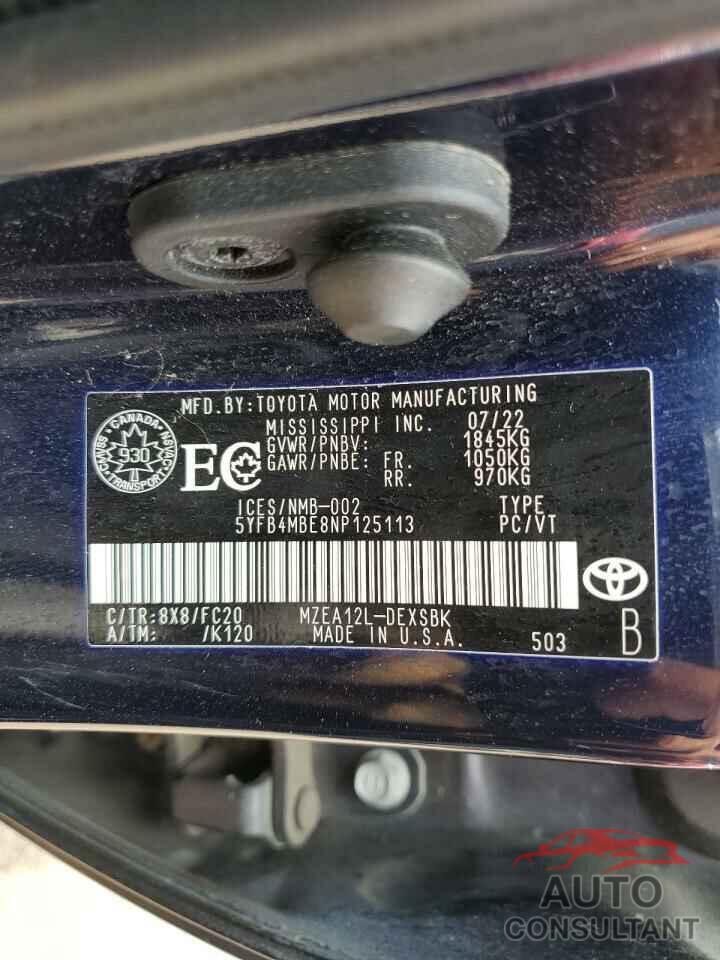 MFD.BY:TOYOTA MOTOR MANUFACTURING
MISSISSIPPI INC. 07/22
GVWR/PNBV: 1845KG
GAWR/PNBE: FR. 1050KG
RR. 970KG
CANADA
930
TRANSPORT
EC
ICES/NMB-002 TYPE
5YFB4MBE8NP125113 PC/VT
C/TR:8X8/FC20 MZEA12L-DEXSBK
A/TM: /K120 MADE IN U.S.A. 503 B
AUTO
CONSULTANT